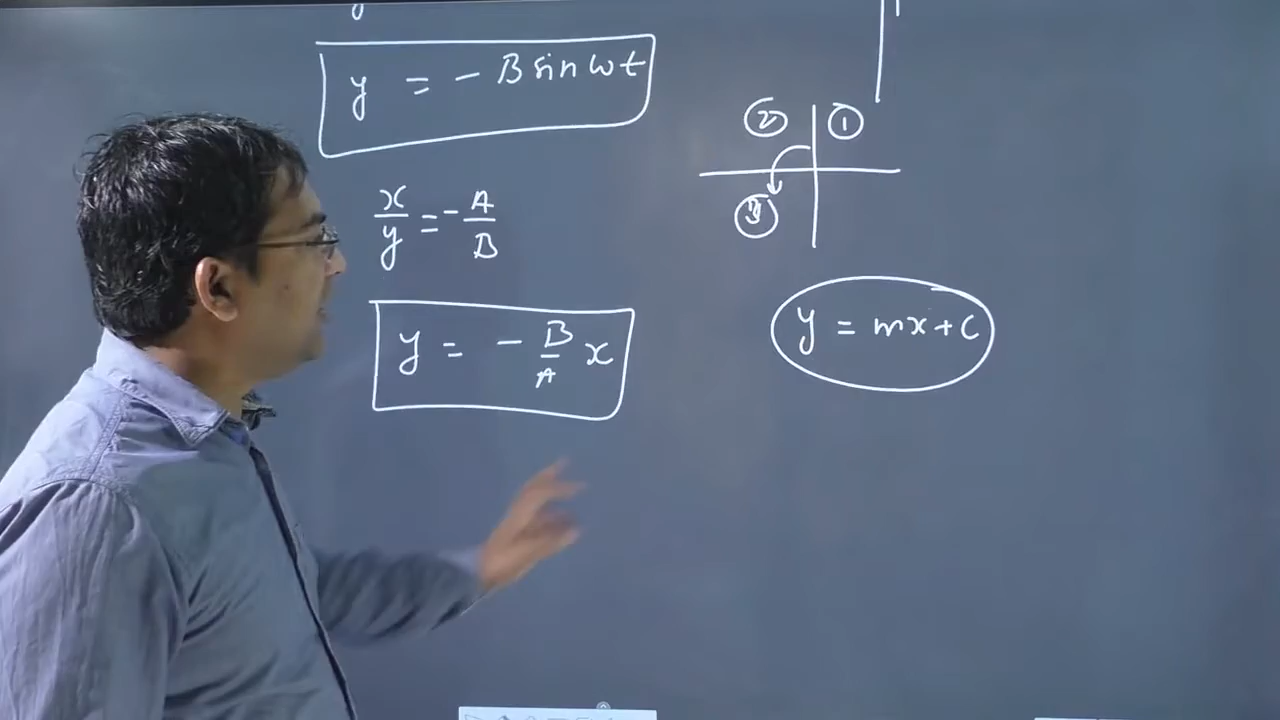 y = - B sin ωt
② ①
③
x/y = - A/B
y = - B/A x
y = mx + c